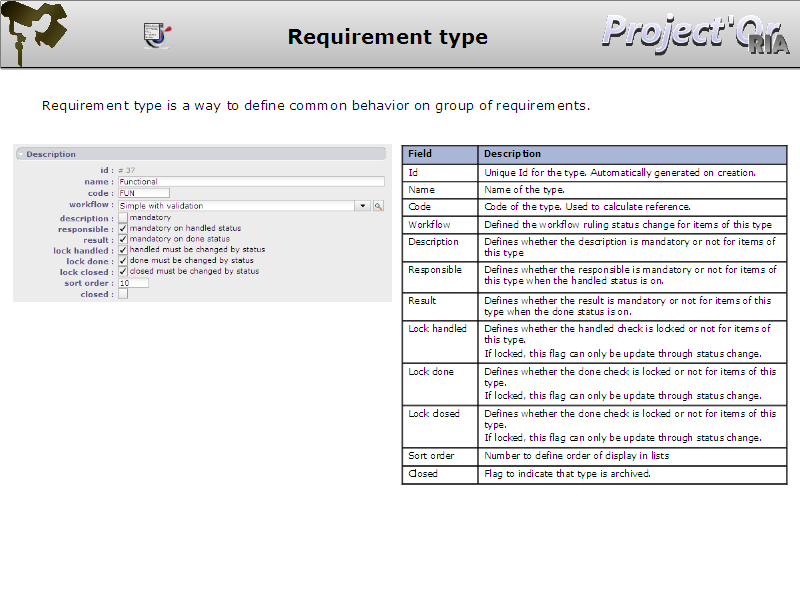 Requirement type
Project'Or
RIA
Requirement type is a way to define common behavior on group of requirements.
Description
id : # 37
name : Functional
code : FUN
workflow : Simple with validation
description : mandatory
responsible : mandatory on handled status
result : mandatory on done status
lock handled : handled must be changed by status
lock done : done must be changed by status
lock closed : closed must be changed by status
sort order : 10
closed :
Field Description
Id Unique Id for the type. Automatically generated on creation.
Name Name of the type.
Code Code of the type. Used to calculate reference.
Workflow Defined the workflow ruling status change for items of this type
Description Defines whether the description is mandatory or not for items of
this type
Responsible Defines whether the responsible is mandatory or not for items of
this type when the handled status is on.
Result Defines whether the result is mandatory or not for items of this
type when the done status is on.
Lock handled Defines whether the handled check is locked or not for items of
this type.
If locked, this flag can only be update through status change.
Lock done Defines whether the done check is locked or not for items of this
type.
If locked, this flag can only be update through status change.
Lock closed Defines whether the done check is locked or not for items of this
type.
If locked, this flag can only be update through status change.
Sort order Number to define order of display in lists
Closed Flag to indicate that type is archived.